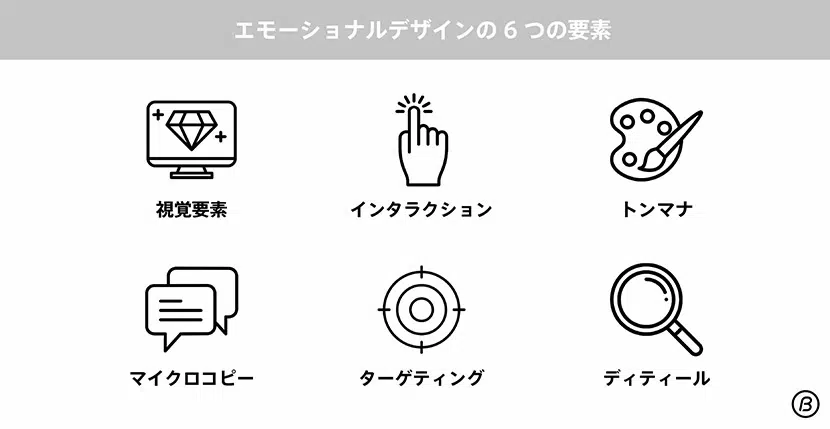 エモーショナルデザインの 6 つの要素
視覚要素
インタラクション
トンマナ
マイクロコピー
ターゲティング
ディティール